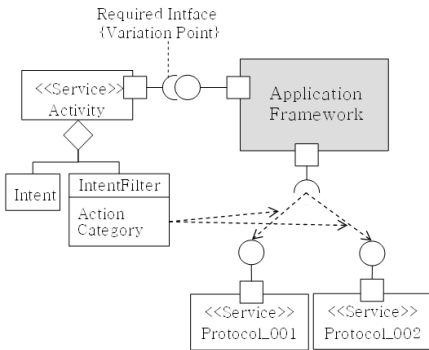 Required Intface
{Variation Point}
<<Service>>
Activity
Application
Framework
Intent
IntentFilter
Action
Category
<<Service>>
Protocol_001
<<Service>>
Protocol_002